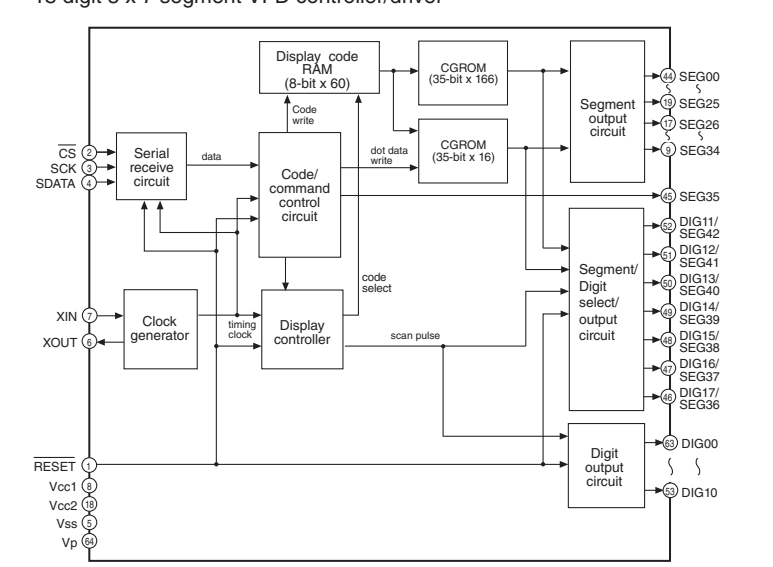 18 digit 5 x 7 segment VFD controller/driver
Display code
RAM
(8-bit x 60)
CGROM
(35-bit x 166)
CGROM
(35-bit x 16)
Segment
output
circuit
44 SEG00
19 SEG25
17 SEG26
9 SEG34
45 SEG35
Code
write
CS 2
SCK 3
SDATA 4
Serial
receive
circuit
data
Code/
command
control
circuit
dot data
write
52 DIG11/
SEG42
51 DIG12/
SEG41
50 DIG13/
SEG40
49 DIG14/
SEG39
48 DIG15/
SEG38
47 DIG16/
SEG37
46 DIG17/
SEG36
Segment/
Digit
select/
output
circuit
code
select
XIN 7
XOUT 6
Clock
generator
timing
clock
Display
controller
scan pulse
Digit
output
circuit
63 DIG00
53 DIG10
RESET 1
Vcc1 8
Vcc2 18
Vss 5
Vp 64